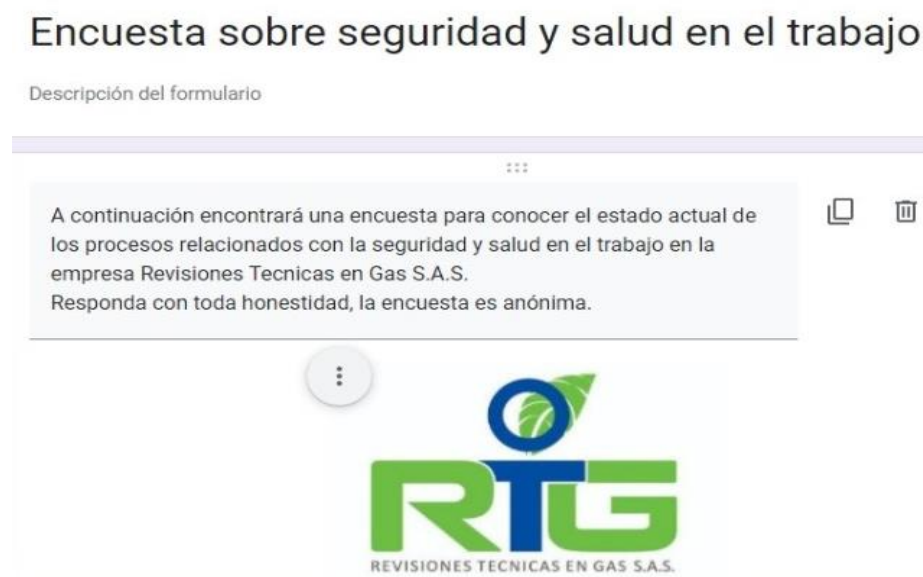 Encuesta sobre seguridad y salud en el trabajo
Descripción del formulario
A continuación encontrará una encuesta para conocer el estado actual de
los procesos relacionados con la seguridad y salud en el trabajo en la
empresa Revisiones Tecnicas en Gas S.A.S.
Responda con toda honestidad, la encuesta es anónima.
RTG
REVISIONES TECNICAS EN GAS S.A.S.